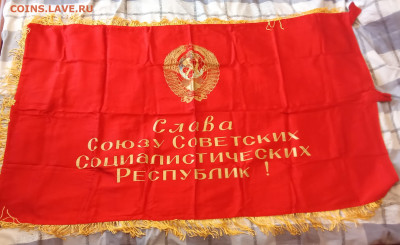 COINS.LAVE.RU
Слава
Союзу Советских
Социалистических
Республик !